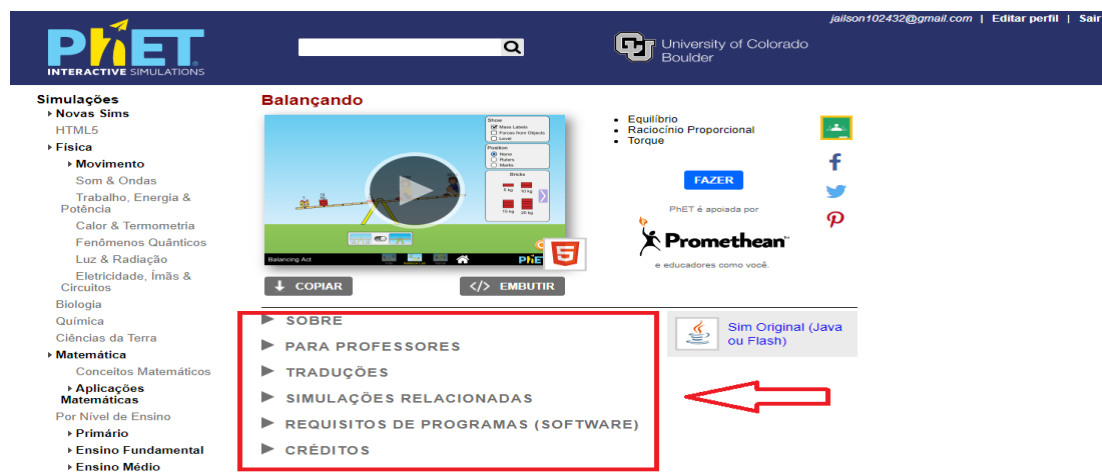 jailson102432@gmail.com | Editar perfil | Sair
PhET
INTERACTIVE SIMULATIONS
University of Colorado
Boulder
Simulações
Novas Sims
HTML5
Física
Movimento
Som & Ondas
Trabalho, Energia &
Potência
Calor & Termometria
Fenômenos Quânticos
Luz & Radiação
Eletricidade, Ímãs &
Circuitos
Biologia
Química
Ciências da Terra
Matemática
Conceitos Matemáticos
Aplicações
Matemáticas
Por Nível de Ensino
Primário
Ensino Fundamental
Ensino Médio
Balançando
Show
Mass Labels
Forces from Objects
Level
Position
None
Rulers
Marks
Bricks
5 kg 10 kg
15 kg 20 kg
Balancing Act
PhET
5
COPIAR
</> EMBUTIR
Equilíbrio
Raciocínio Proporcional
Torque
FAZER
PhET é apoiada por
Promethean
e educadores como você.
SOBRE
PARA PROFESSORES
TRADUÇÕES
SIMULAÇÕES RELACIONADAS
REQUISITOS DE PROGRAMAS (SOFTWARE)
CRÉDITOS
Sim Original (Java
ou Flash)